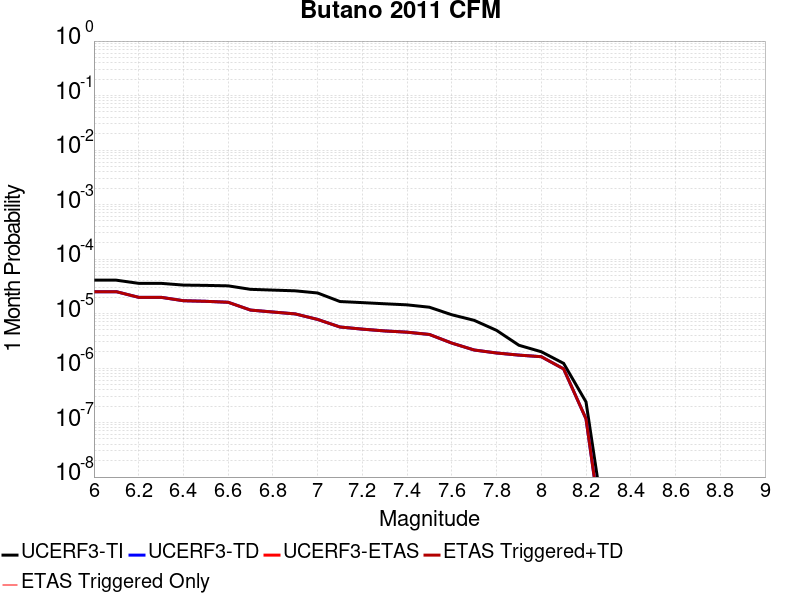 Butano 2011 CFM
10^0
10^-1
10^-2
10^-3
10^-4
10^-5
10^-6
10^-7
10^-8
1 Month Probability
6 6.2 6.4 6.6 6.8 7 7.2 7.4 7.6 7.8 8 8.2 8.4 8.6 8.8 9
Magnitude
UCERF3-TI UCERF3-TD UCERF3-ETAS ETAS Triggered+TD
ETAS Triggered Only